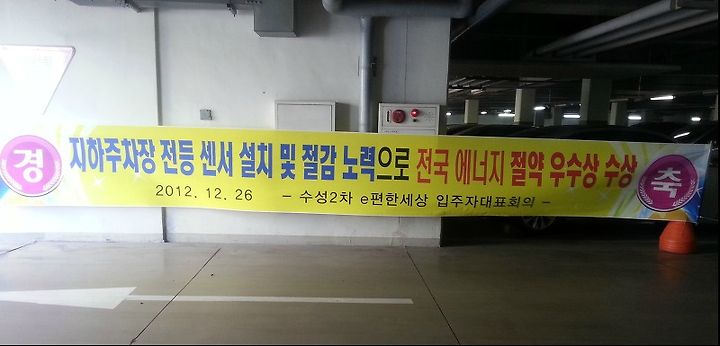 경 지하주차장 전등 센서 설치 및 절감 노력으로 전국 에너지 절약 우수상 수상 축
2012. 12. 26 - 수성2차 e편한세상 입주자대표회의 -